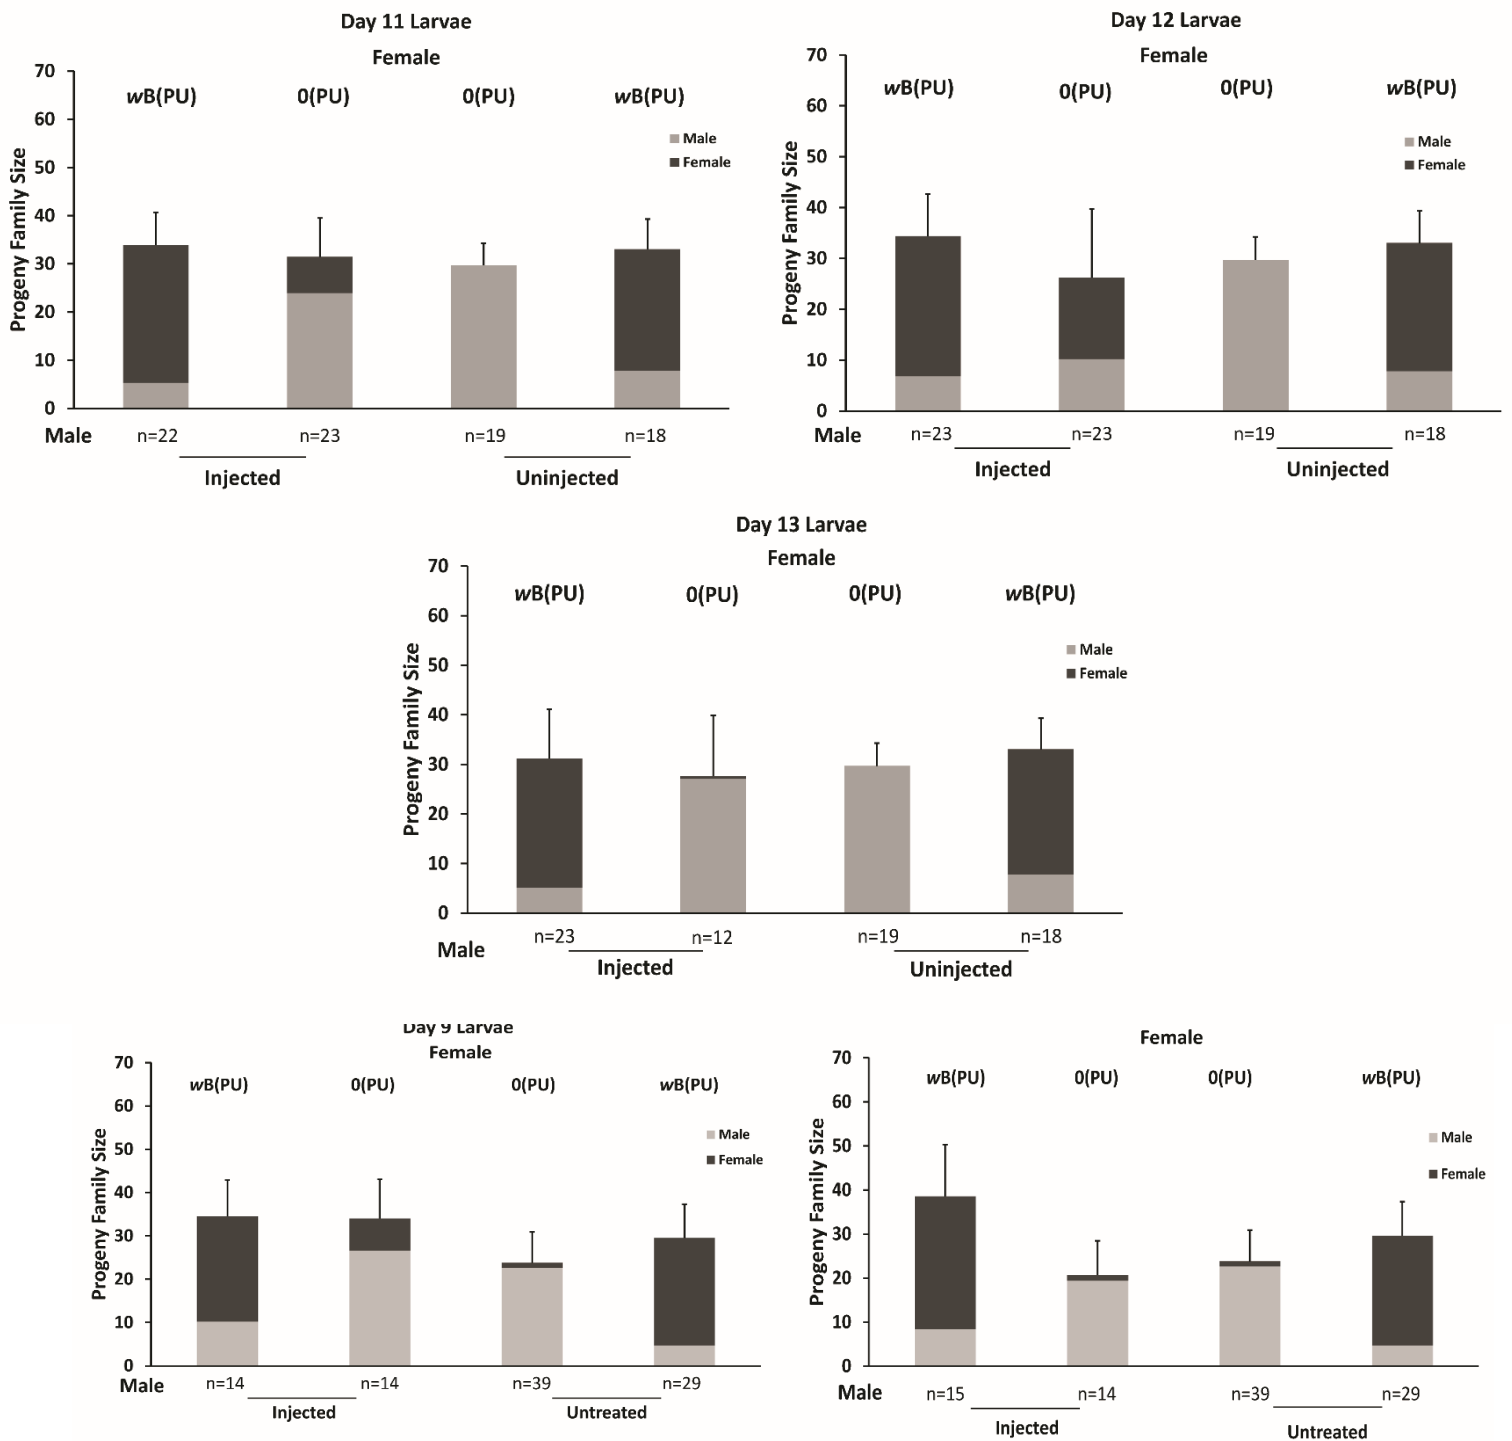 Day 11 Larvae
Female
70
60
50
40
30
20
10
0
Progeny Family Size
wB(PU) 0(PU) 0(PU) wB(PU)
Male
Female
Male n=22 n=23 n=19 n=18
Injected Uninjected
Day 12 Larvae
Female
70
60
50
40
30
20
10
0
Progeny Family Size
wB(PU) 0(PU) 0(PU) wB(PU)
Male
Female
Male n=23 n=23 n=19 n=18
Injected Uninjected
Day 13 Larvae
Female
70
60
50
40
30
20
10
0
Progeny Family Size
wB(PU) 0(PU) 0(PU) wB(PU)
Male
Female
Male n=23 n=12 n=19 n=18
Injected Uninjected
Day 9 Larvae
Female
70
60
50
40
30
20
10
0
Progeny Family Size
wB(PU) 0(PU) 0(PU) wB(PU)
Male
Female
Male n=14 n=14 n=39 n=29
Injected Untreated
Female
70
60
50
40
30
20
10
0
Progeny Family Size
wB(PU) 0(PU) 0(PU) wB(PU)
Male
Female
Male n=15 n=14 n=39 n=29
Injected Untreated